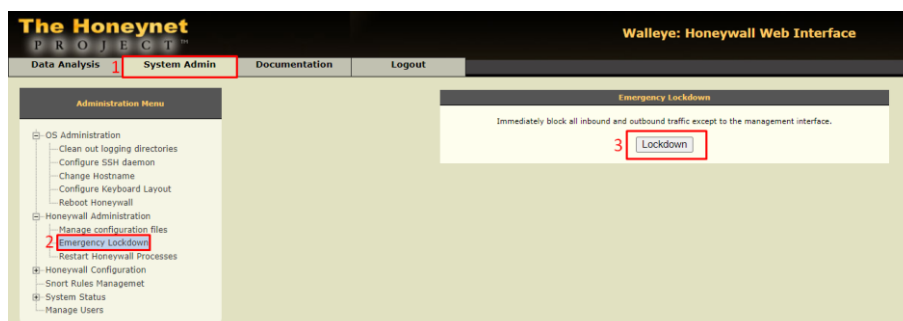 The Honeynet
P R O J E C T™
Walleye: Honeywall Web Interface
Data Analysis 1 System Admin Documentation Logout
Administration Menu
OS Administration
Clean out logging directories
Configure SSH daemon
Change Hostname
Configure Keyboard Layout
Reboot Honeywall
Honeywall Administration
Manage configuration files
2 Emergency Lockdown
Restart Honeywall Processes
Honeywall Configuration
Snort Rules Managemet
System Status
Manage Users
Emergency Lockdown
Immediately block all inbound and outbound traffic except to the management interface.
3 Lockdown